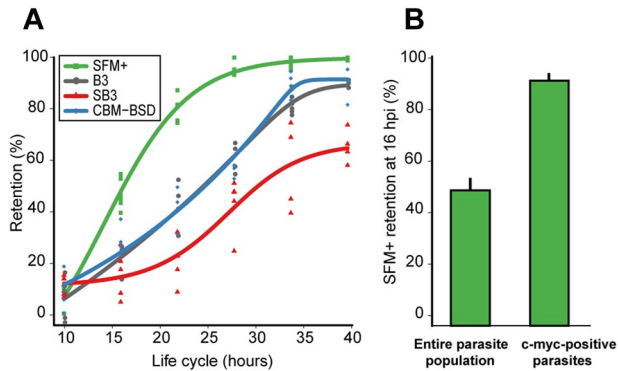 A
B
SFM+
B3
SB3
CBM-BSD
Retention (%)
100
80
60
40
20
0
10
15
20
25
30
35
40
Life cycle (hours)
SFM+ retention at 16 hpi (%)
100
80
60
40
20
0
Entire parasite
population
c-myc-positive
parasites